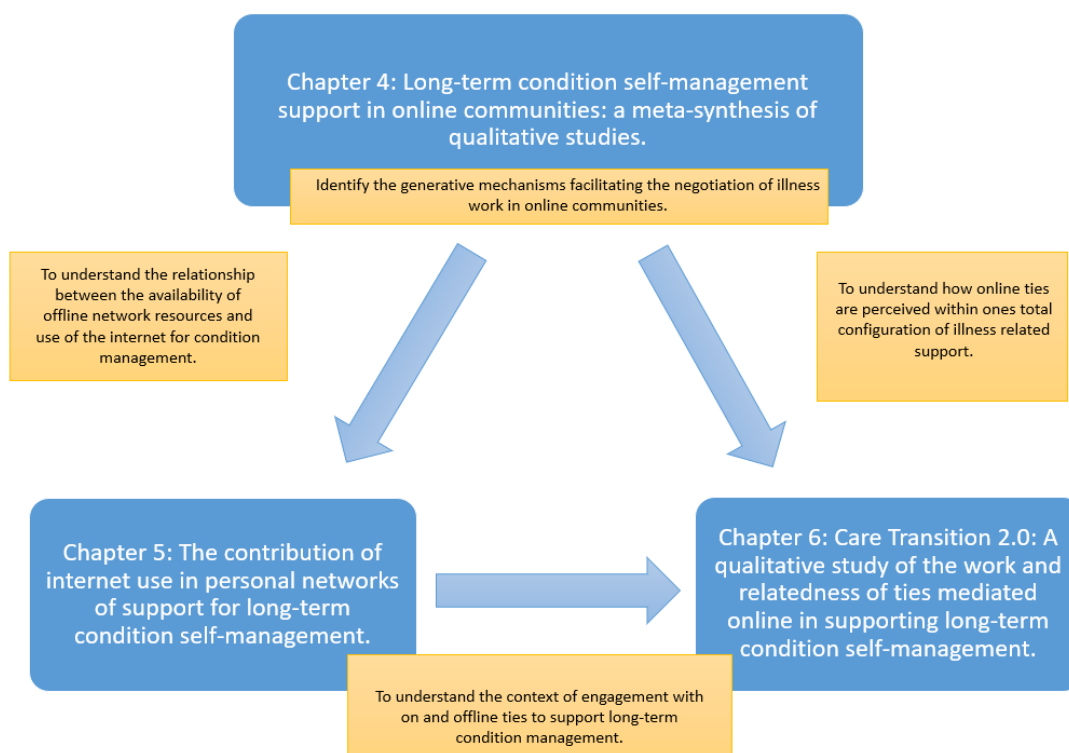 Chapter 4: Long-term condition self-management
support in online communities: a meta-synthesis of
qualitative studies.
Identify the generative mechanisms facilitating the negotiation of illness
work in online communities.
To understand the relationship
between the availability of
offline network resources and
use of the internet for condition
management.
To understand how online ties
are perceived within ones total
configuration of illness related
support.
Chapter 5: The contribution of
internet use in personal networks
of support for long-term
condition self-management.
Chapter 6: Care Transition 2.0: A
qualitative study of the work and
relatedness of ties mediated
online in supporting long-term
condition self-management.
To understand the context of engagement with
on and offline ties to support long-term
condition management.